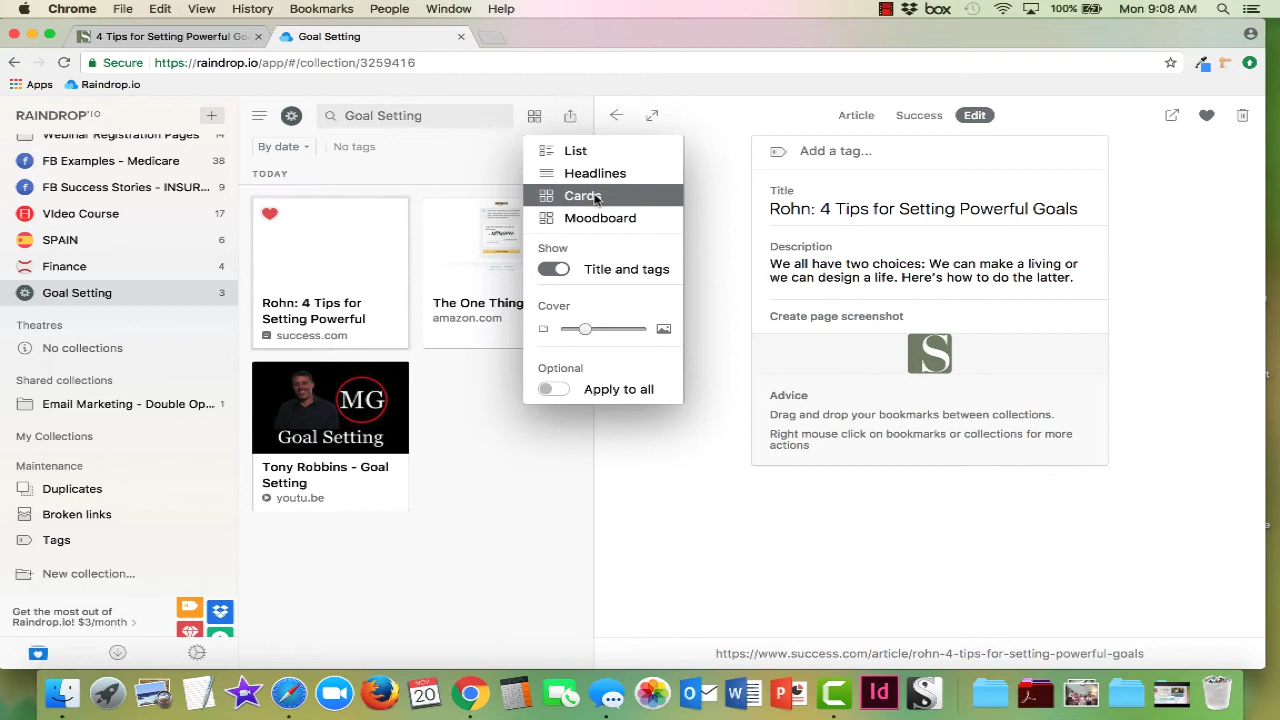 Chrome File Edit View History Bookmarks People Window Help box 100% Mon 9:08 AM
4 Tips for Setting Powerful Go Goal Setting
Secure https://raindrop.io/app/#/collection/3259416
Apps Raindrop.io
RAINDROP.IO
Webinar Registration Pages 14
FB Examples - Medicare 38
FB Success Stories - INSUR... 9
VIdeo Course 17
SPAIN 6
Finance 4
Goal Setting 3
Theatres
No collections
Shared collections
Email Marketing - Double Op... 1
My Collections
Maintenance
Duplicates
Broken links
Tags
New collection...
Get the most out of
Raindrop.io! $3/month >
Goal Setting
By date No tags
TODAY
Rohn: 4 Tips for
Setting Powerful
success.com
The One Thing
amazon.com
MG
Goal Setting
Tony Robbins - Goal
Setting
youtu.be
List
Headlines
Cards
Moodboard
Show
Title and tags
Cover
Optional
Apply to all
Article Success Edit
Add a tag...
Title
Rohn: 4 Tips for Setting Powerful Goals
Description
We all have two choices: We can make a living or
we can design a life. Here's how to do the latter.
Create page screenshot
S
Advice
Drag and drop your bookmarks between collections.
Right mouse click on bookmarks or collections for more
actions
https://www.success.com/article/rohn-4-tips-for-setting-powerful-goals
NOV
20
Id